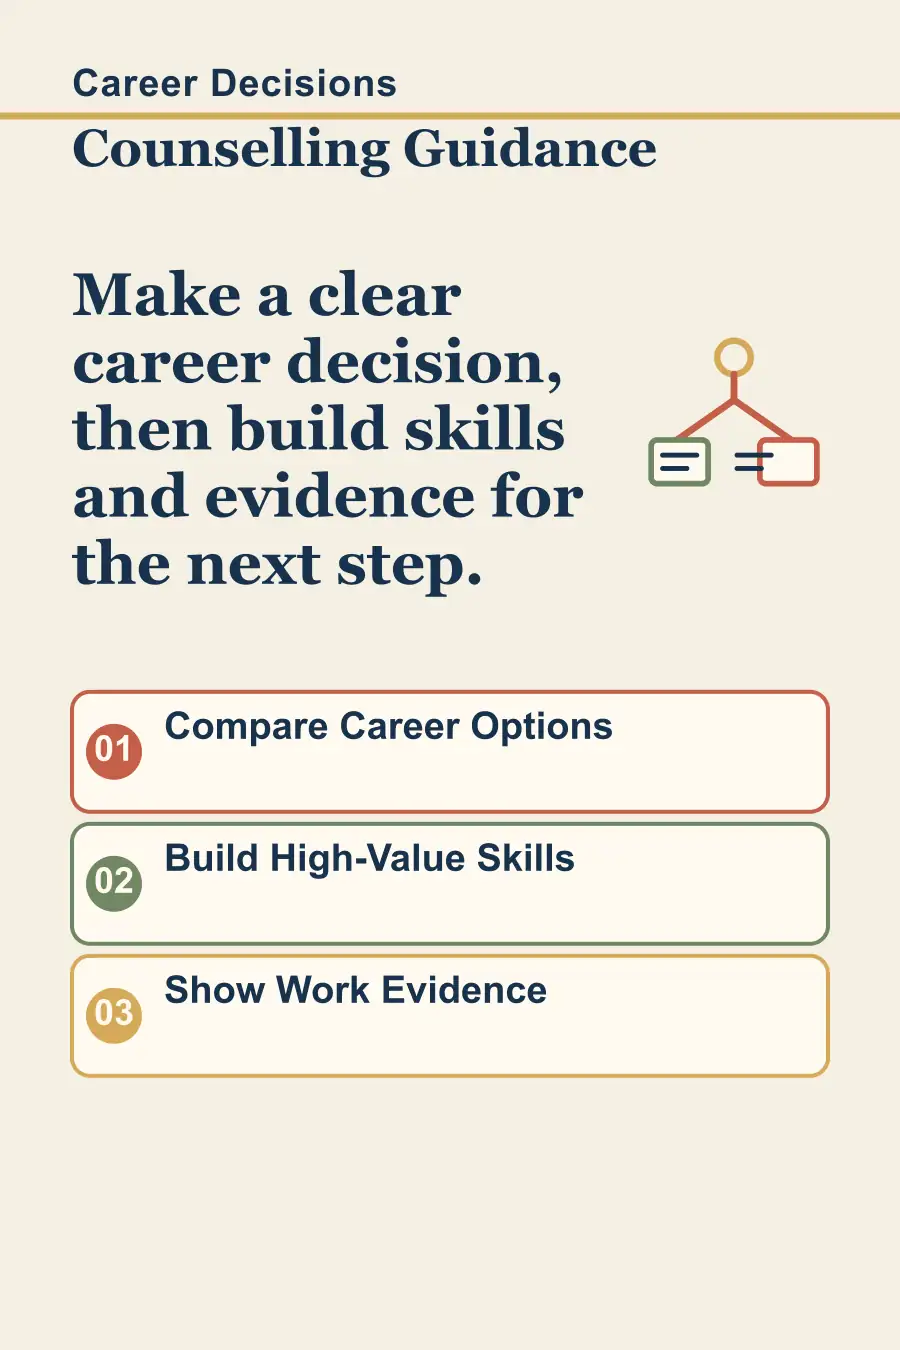 Career Decisions
Counselling Guidance
Make a clear
career decision,
then build skills
and evidence for
the next step.
01 Compare Career Options
02 Build High-Value Skills
03 Show Work Evidence